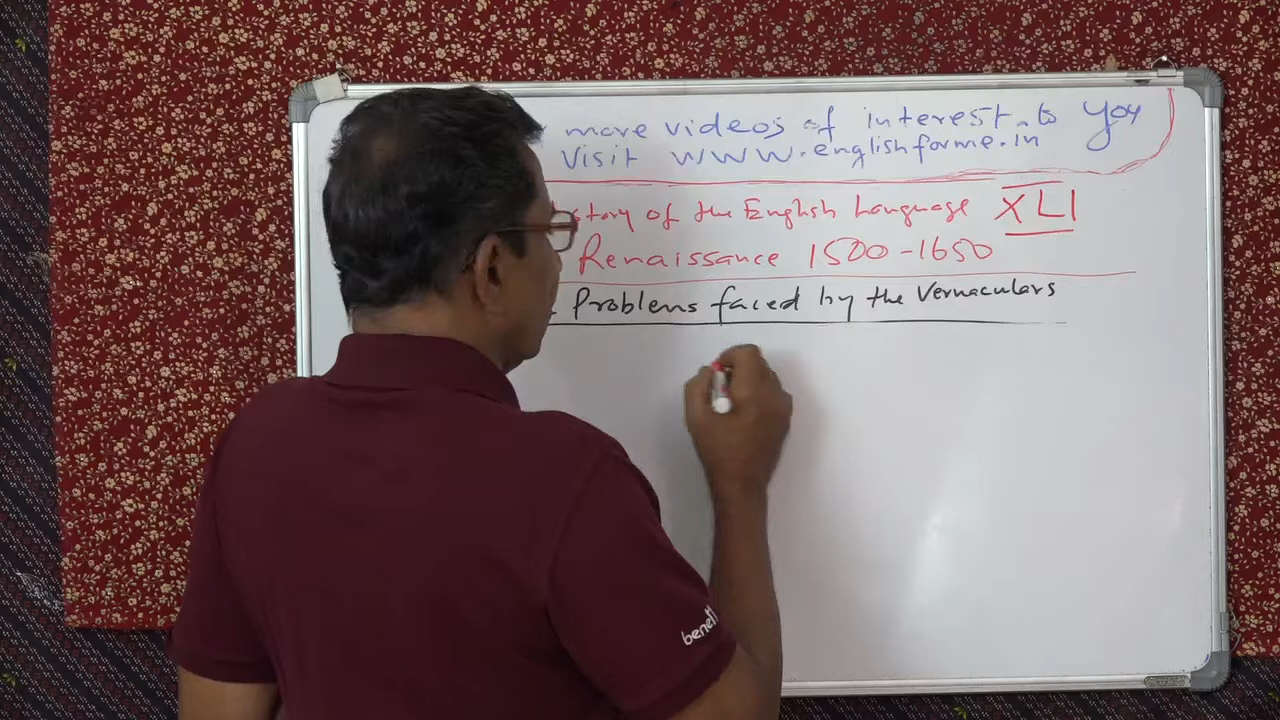 more videos of interest to you
Visit www.englishforme.in
story of the English Language XLI
Renaissance 1500-1650
Problems faced by the Vernaculars
benet